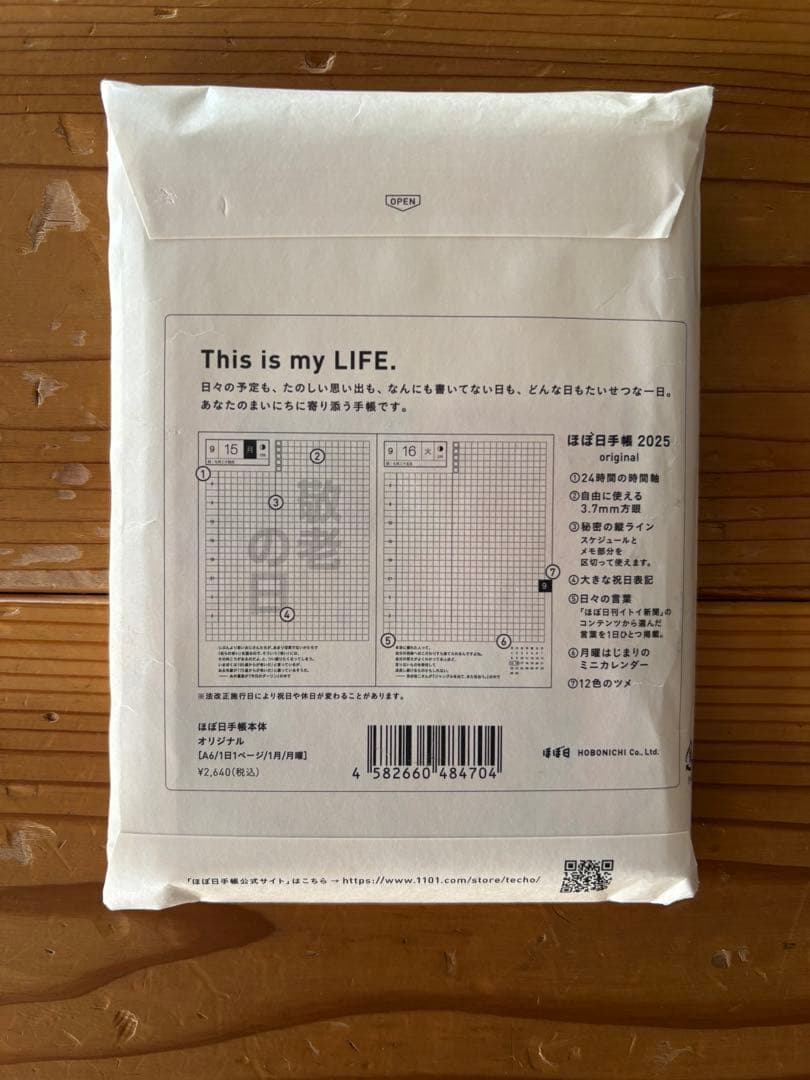 OPEN
This is my LIFE.
日々の予定も、たのしい思い出も、なんにも書いてない日も、どんな日もたいせつな一日。
あなたのまいにちに寄り添う手帳です。
9 15 月
9 16 火
①
②
③
④
⑤
⑥
⑦
敬老
の日
9
ほぼ日手帳 2025
original
①24時間の時間軸
②自由に使える
3.7mm方眼
③秘密の縦ライン
スケジュールと
メモ部分を
区切って使えます。
④大きな祝日表記
⑤日々の言葉
「ほぼ日刊イトイ新聞」の
コンテンツから選んだ
言葉を1日ひとつ掲載。
⑥月曜はじまりの
ミニカレンダー
⑦12色のツメ
※法改正施行日により祝日や休日が変わることがあります。
ほぼ日手帳本体
オリジナル
[A6/1日1ページ/1月/月曜]
¥2,640(税込)
4 582660 484704
ほぼ日 HOBONICHI Co., Ltd.
「ほぼ日手帳公式サイト」はこちら → https://www.1101.com/store/techo/